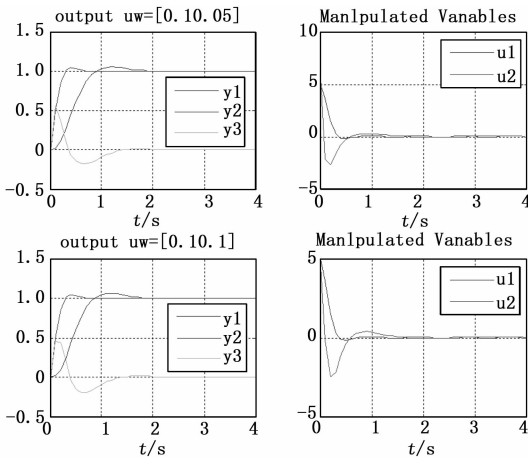 output uw=[0.10.05]
1.5
1.0
0.5
0
-0.5
y1
y2
y3
0 1 2 3 4
t/s
Manlpulated Vanables
10
5
0
-5
u1
u2
0 1 2 3 4
t/s
output uw=[0.10.1]
1.5
1.0
0.5
0
-0.5
y1
y2
y3
0 1 2 3 4
t/s
Manlpulated Vanables
5
0
-5
u1
u2
0 1 2 3 4
t/s